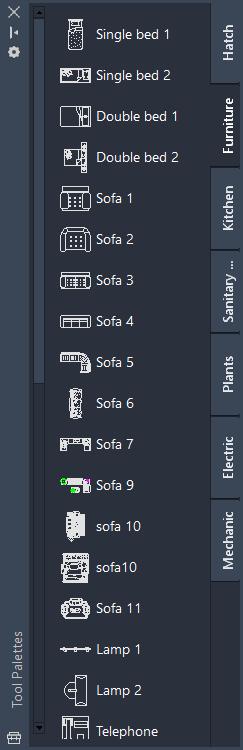 Single bed 1
Single bed 2
Double bed 1
Double bed 2
Sofa 1
Sofa 2
Sofa 3
Sofa 4
Sofa 5
Sofa 6
Sofa 7
Sofa 9
sofa 10
sofa10
Sofa 11
Lamp 1
Lamp 2
Telephone
Hatch
Furniture
Kitchen
Sanitary ...
Plants
Electric
Mechanic
Tool Palettes